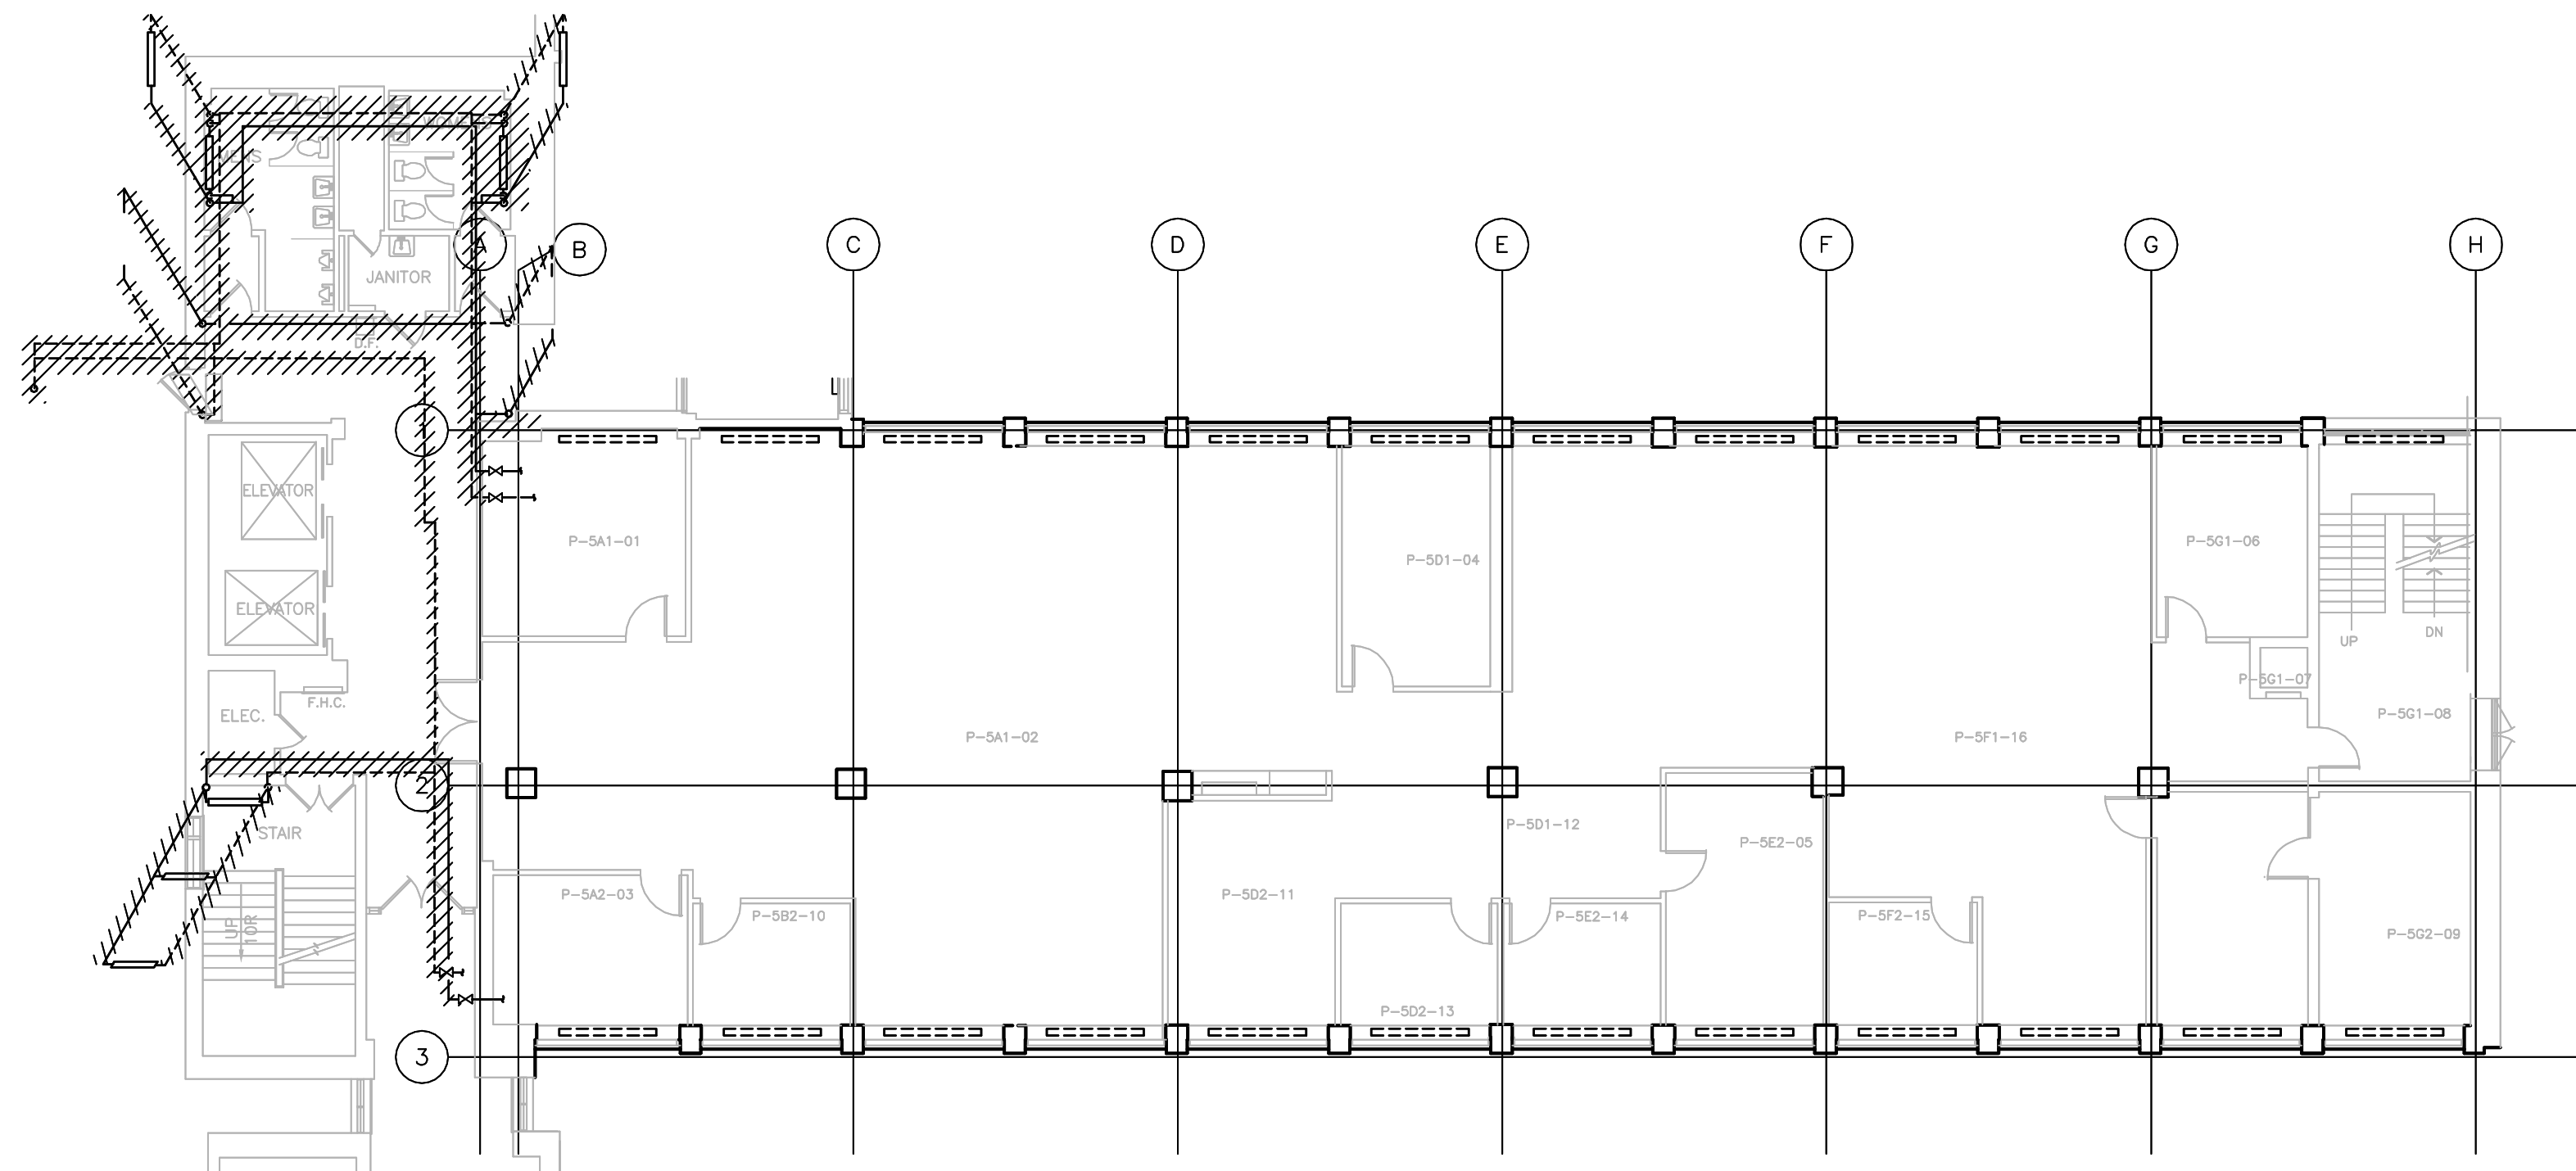 MENS
WOMENS
A
B
C
D
E
F
G
H
JANITOR
D.F.
1
ELEVATOR
ELEVATOR
P-5A1-01
P-5D1-04
P-5G1-06
UP
DN
P-5G1-07
F.H.C.
ELEC.
P-5G1-08
P-5A1-02
P-5F1-16
2
STAIR
P-5D1-12
P-5E2-05
P-5A2-03
P-5D2-11
P-5B2-10
P-5E2-14
P-5F2-15
UP
10R
P-5G2-09
P-5D2-13
3